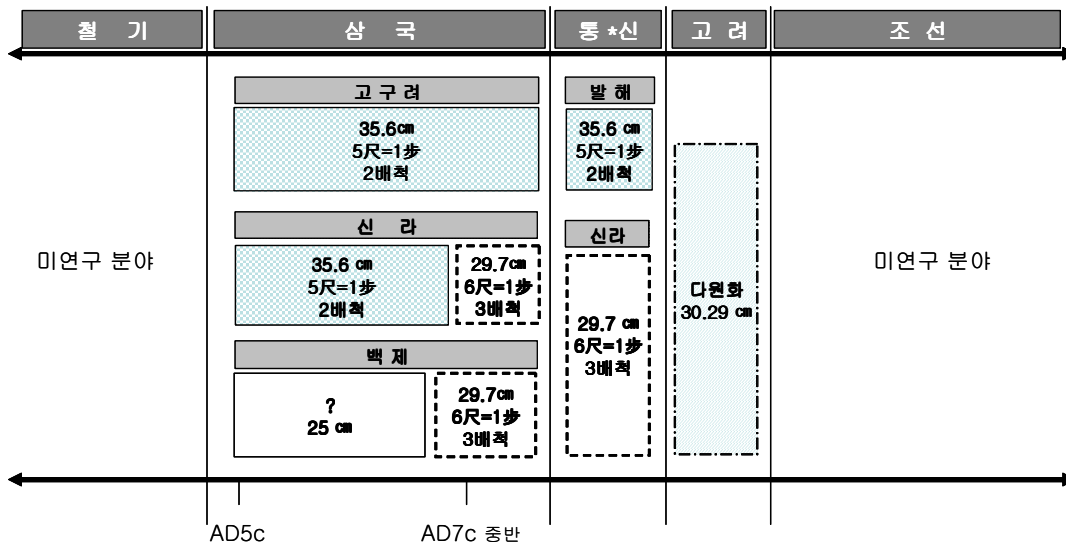 철 기
삼 국
통 *신
고 려
조 선
고 구 려
35.6㎝
5尺=1步
2배척
발 해
35.6 ㎝
5尺=1步
2배척
신 라
35.6 ㎝
5尺=1步
2배척
29.7㎝
6尺=1步
3배척
백 제
?
25 ㎝
29.7㎝
6尺=1步
3배척
신라
29.7 ㎝
6尺=1步
3배척
다원화
30.29 ㎝
미연구 분야
미연구 분야
AD5c
AD7c 중반